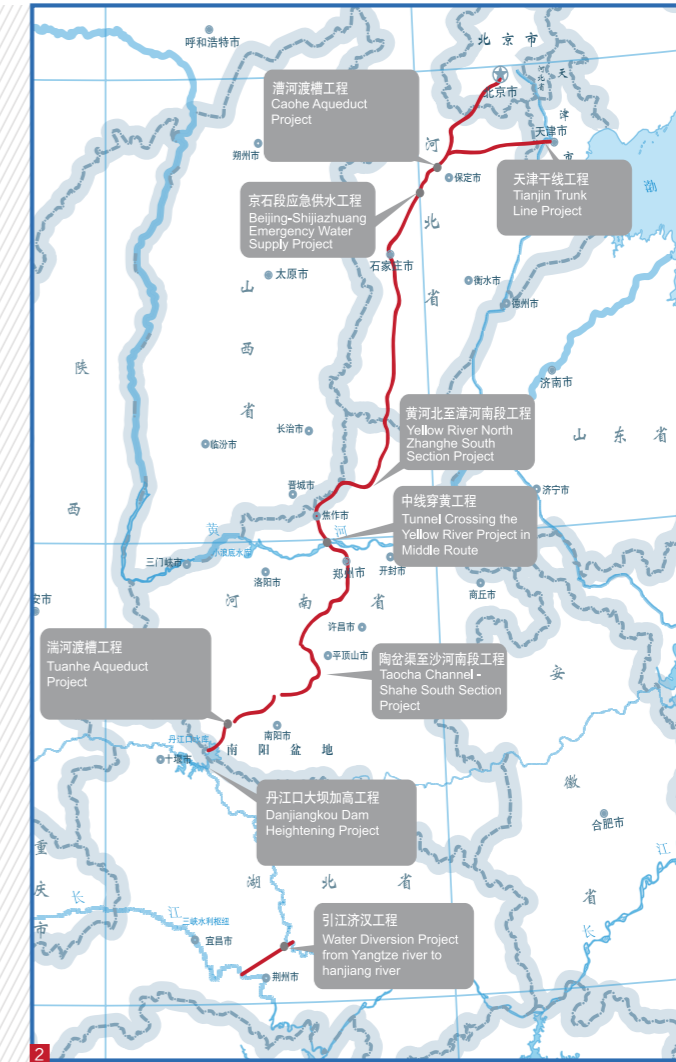 呼和浩特市
北京市
北京市
河北省
天津市
天津市
漕河渡槽工程
Caohe Aqueduct
Project
朔州市
保定市
天津干线工程
Tianjin Trunk
Line Project
渤
京石段应急供水工程
Beijing-Shijiazhuang
Emergency Water
Supply Project
河北省
石家庄市
太原市
衡水市
德州市
山西省
陕西
济南市
黄河北至漳河南段工程
Yellow River North
Zhanghe South
Section Project
长治市
临汾市
山东省
晋城市
济宁市
中线穿黄工程
Tunnel Crossing the
Yellow River Project in
Middle Route
焦作市
黄河
小浪底水库
三门峡市
洛阳市
郑州市
开封市
商丘市
安市
河南省
许昌市
平顶山市
湍河渡槽工程
Tuanhe Aqueduct
Project
陶岔渠至沙河南段工程
Taocha Channel -
Shahe South Section
Project
安徽省
南阳市
丹江口水库
南阳盆地
十堰市
丹江口大坝加高工程
Danjiangkou Dam
Heightening Project
合肥市
重庆市
湖北省
长江
长江
三峡水利枢纽
宜昌市
引江济汉工程
Water Diversion Project
from Yangtze river to
hanjiang river
荆州市
2